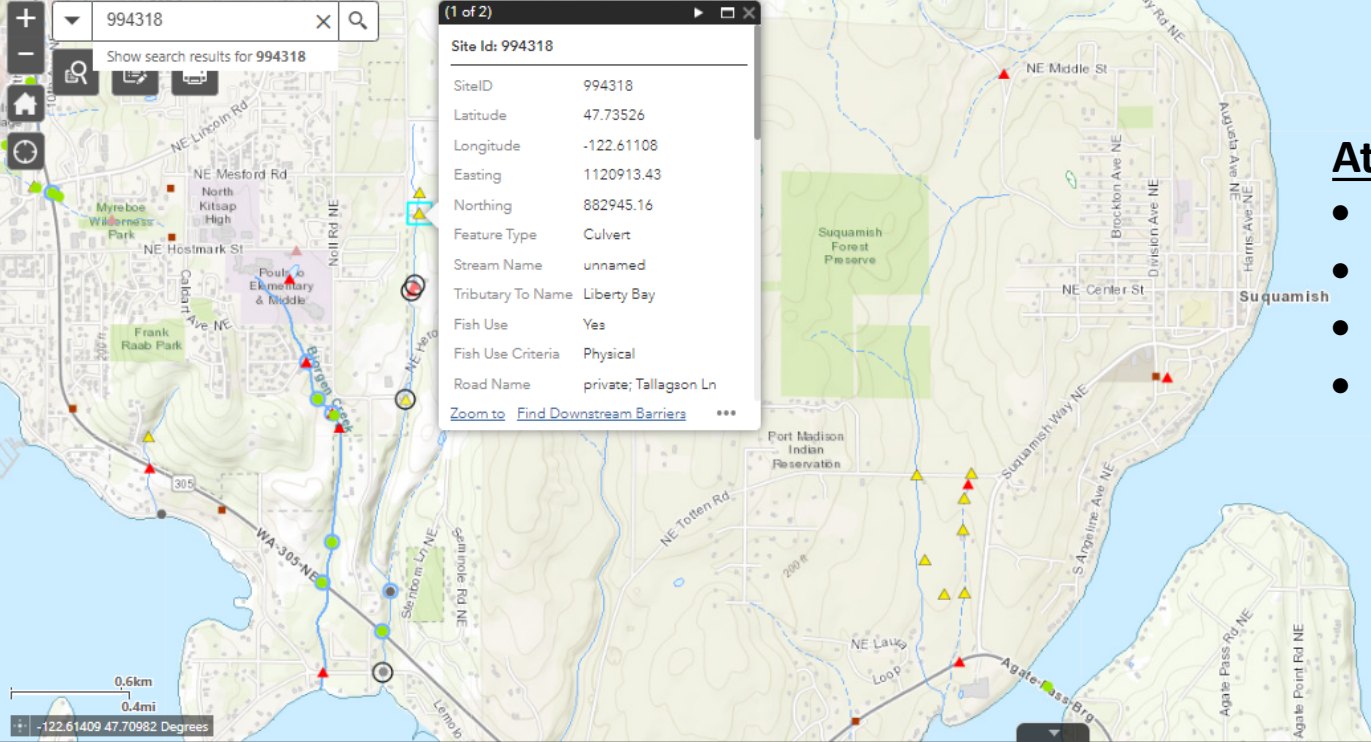 994318
Show search results for 994318
(1 of 2)
Site Id: 994318
SiteID 994318
Latitude 47.73526
Longitude -122.61108
Easting 1120913.43
Northing 882945.16
Feature Type Culvert
Stream Name unnamed
Tributary To Name Liberty Bay
Fish Use Yes
Fish Use Criteria Physical
Road Name private; Tallagson Ln
Zoom to Find Downstream Barriers
NE Lincoln Rd
NE Mesford Rd
North
Kitsap
High
Noll Rd NE
Myreboe
Wilderness
Park
NE Hostmark St
Caldart Ave NE
Poulsbo
Elementary
& Middle
Frank
Raab Park
200 ft
Bjorgen Creek
305
WA-305-NE
Stenbom Ln NE
Seminole Rd NE
NE Middle St
Augusta Ave NE
Brockton Ave NE
Division Ave NE
Harris Ave NE
Suquamish
Forest
Preserve
NE Center St
Suquamish
Suquamish Way NE
Port Madison
Indian
Reservation
NE Totten Rd
S Angeline Ave NE
200 ft
NE Laura
Loop
Agate-Pass-Brg
Agate Pass Rd NE
Agate Point Rd NE
0.6km
0.4mi
-122.61409 47.70982 Degrees
At